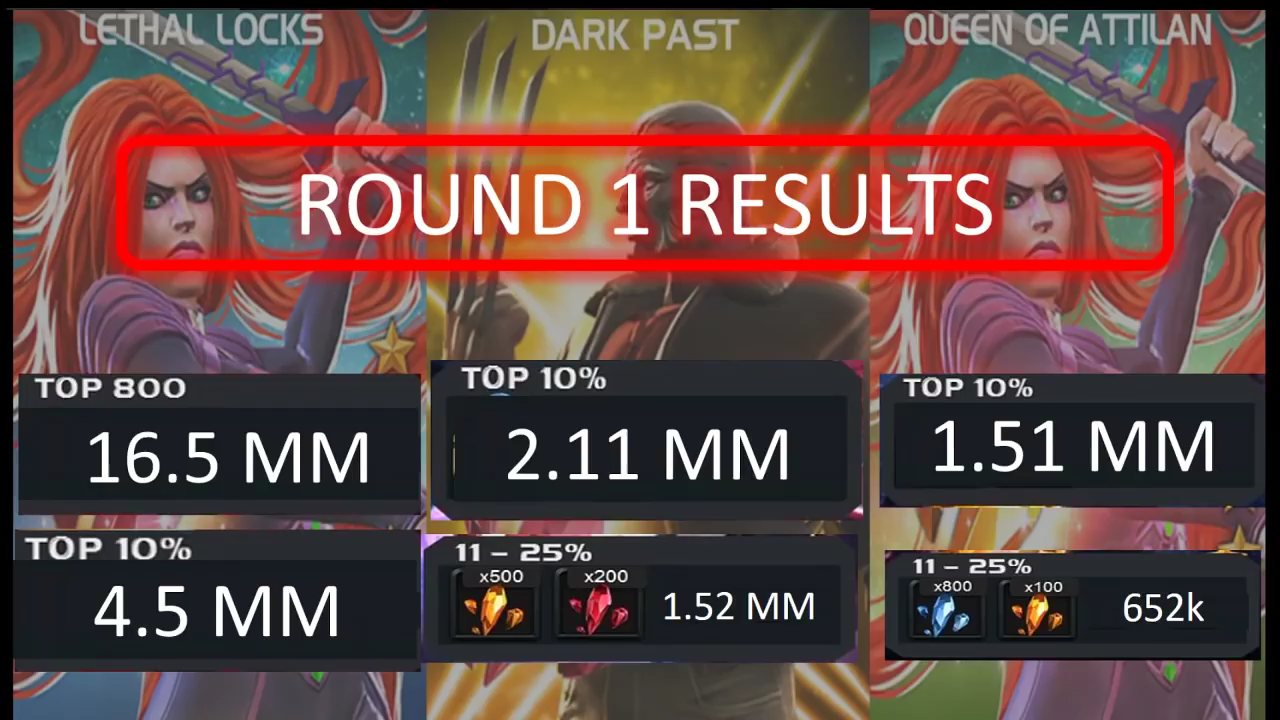 LETHAL LOCKS
DARK PAST
QUEEN OF ATTILAN
ROUND 1 RESULTS
TOP 800
16.5 MM
TOP 10%
4.5 MM
TOP 10%
2.11 MM
11 – 25%
x500 x200
1.52 MM
TOP 10%
1.51 MM
11 – 25%
x800 x100
652k